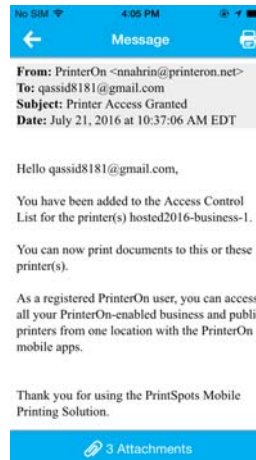 No SIM 4:05 PM
Message
From: PrinterOn <nnahrin@printeron.net>
To: qassid8181@gmail.com
Subject: Printer Access Granted
Date: July 21, 2016 at 10:37:06 AM EDT
Hello qassid8181@gmail.com,
You have been added to the Access Control
List for the printer(s) hosted2016-business-1.
You can now print documents to this or these
printer(s).
As a registered PrinterOn user, you can access
all your PrinterOn-enabled business and publi
printers from one location with the PrinterOn
mobile apps.
Thank you for using the PrintSpots Mobile
Printing Solution.
3 Attachments